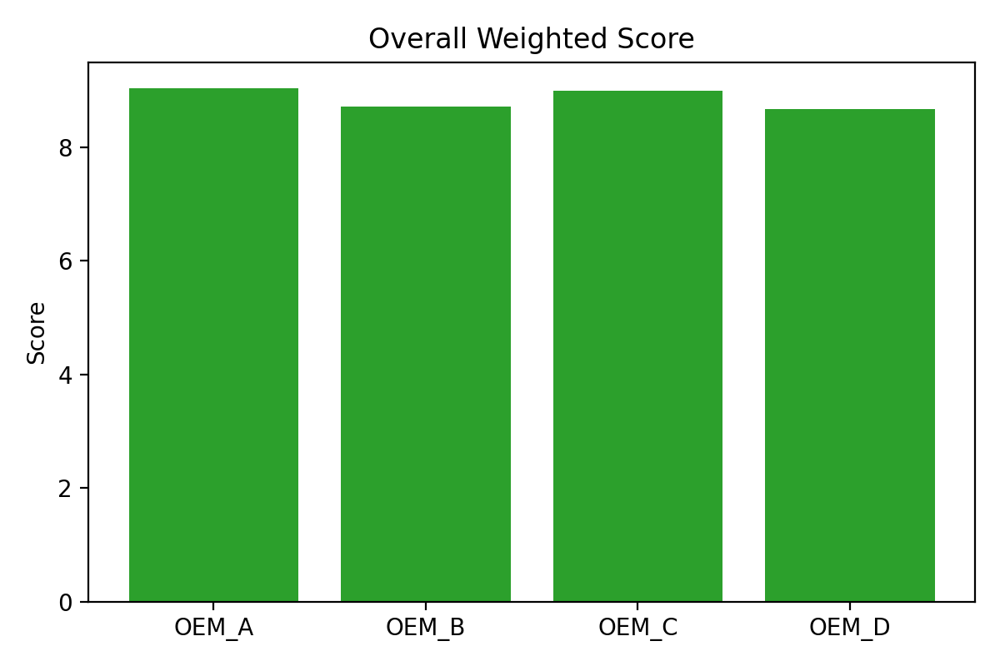 Overall Weighted Score
Score
8
6
4
2
0
OEM_A
OEM_B
OEM_C
OEM_D